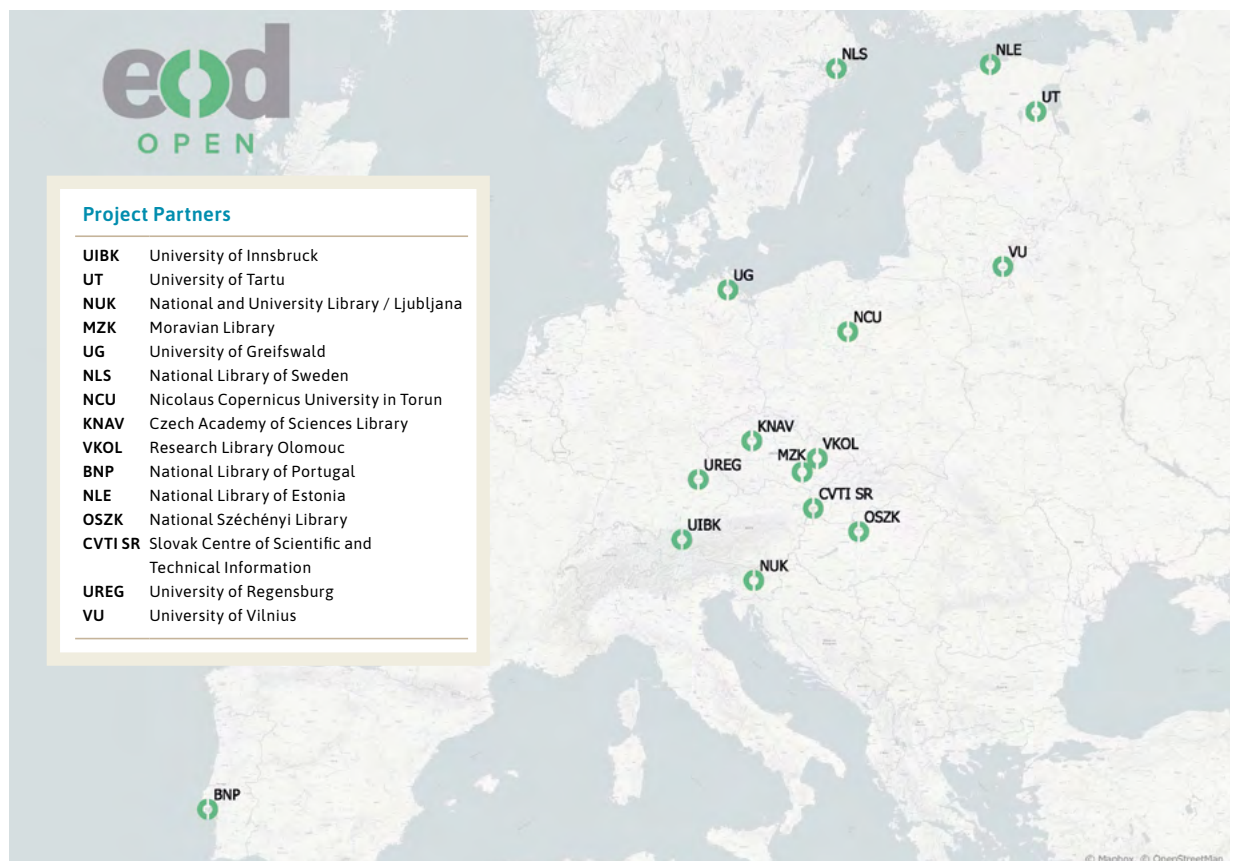 eod
OPEN
Project Partners
UIBK University of Innsbruck
UT University of Tartu
NUK National and University Library / Ljubljana
MZK Moravian Library
UG University of Greifswald
NLS National Library of Sweden
NCU Nicolaus Copernicus University in Torun
KNAV Czech Academy of Sciences Library
VKOL Research Library Olomouc
BNP National Library of Portugal
NLE National Library of Estonia
OSZK National Széchényi Library
CVTI SR Slovak Centre of Scientific and
Technical Information
UREG University of Regensburg
VU University of Vilnius
NLS
NLE
UT
VU
UG
NCU
KNAV
VKOL
MZK
UREG
CVTI SR
OSZK
UIBK
NUK
BNP
© Mapbox, © OpenStreetMap